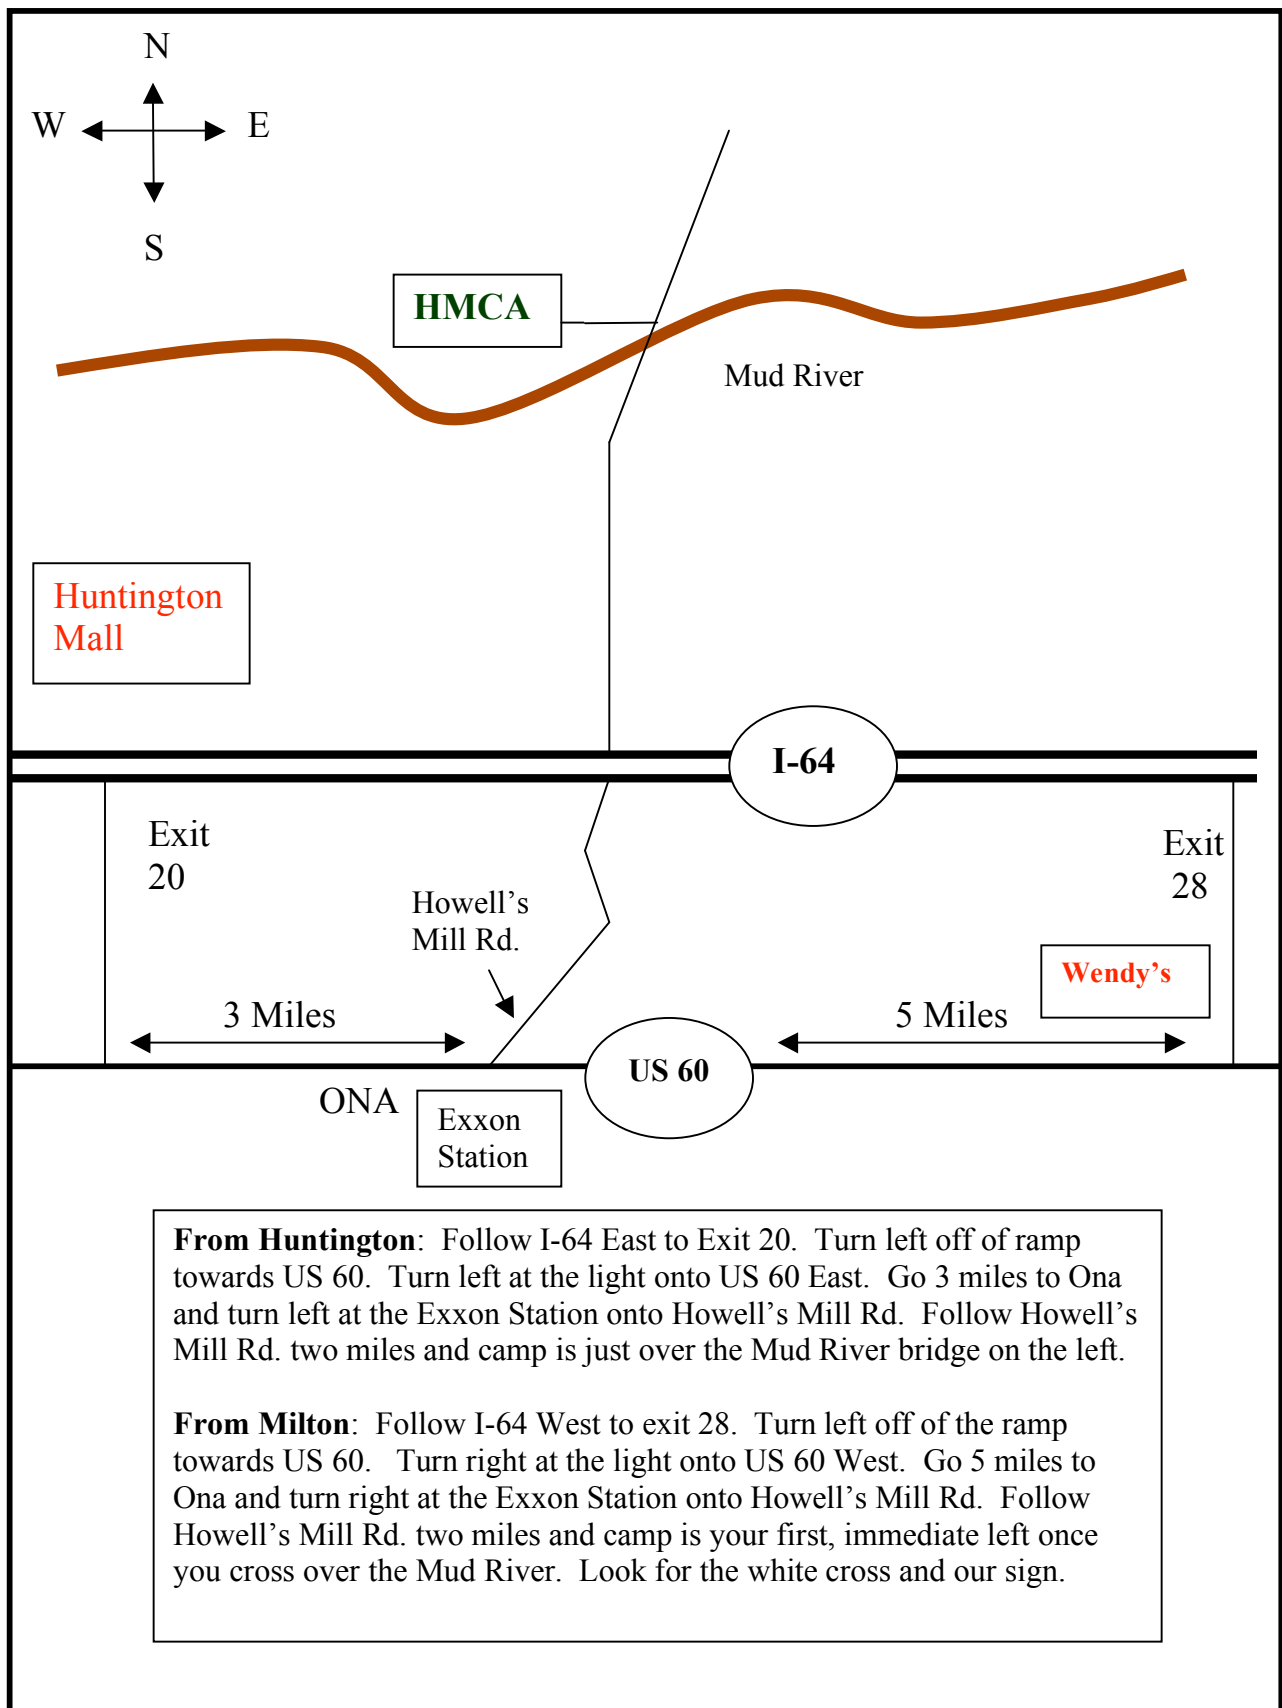 N
W
E
S
HMCA
Mud River
Huntington
Mall
I-64
Exit
20
Exit
28
Howell’s
Mill Rd.
Wendy’s
3 Miles
5 Miles
US 60
ONA
Exxon
Station
From Huntington:  Follow I-64 East to Exit 20.  Turn left off of ramp
towards US 60.  Turn left at the light onto US 60 East.  Go 3 miles to Ona
and turn left at the Exxon Station onto Howell’s Mill Rd.  Follow Howell’s
Mill Rd. two miles and camp is just over the Mud River bridge on the left.
From Milton:  Follow I-64 West to exit 28.  Turn left off of the ramp
towards US 60.   Turn right at the light onto US 60 West.  Go 5 miles to
Ona and turn right at the Exxon Station onto Howell’s Mill Rd.  Follow
Howell’s Mill Rd. two miles and camp is your first, immediate left once
you cross over the Mud River.  Look for the white cross and our sign.